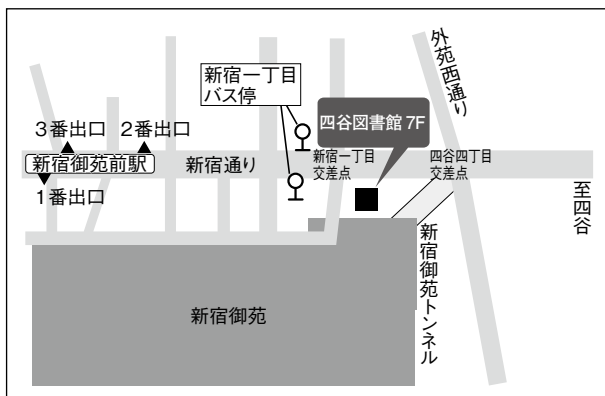 外苑西通り
新宿一丁目
バス停
四谷図書館 7F
3番出口
2番出口
新宿御苑前駅
新宿通り
新宿一丁目
交差点
四谷四丁目
交差点
1番出口
至四谷
新宿御苑トンネル
新宿御苑